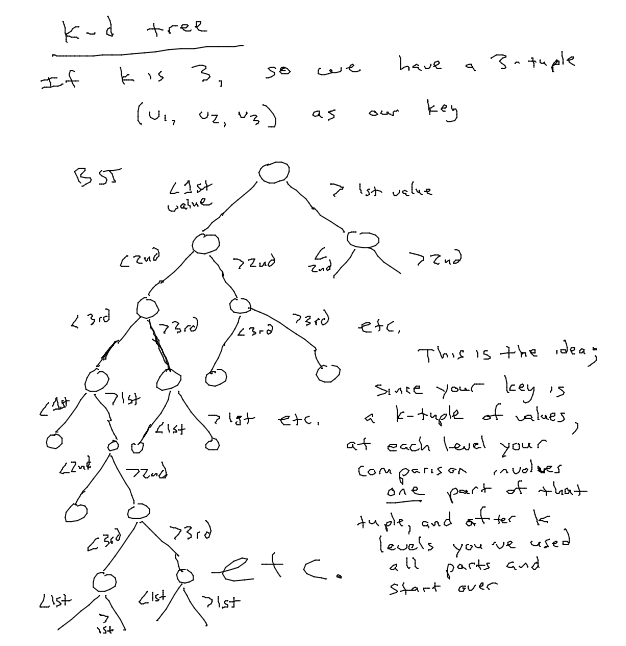 k-d tree
If k is 3, so we have a 3-tuple
(v1, v2, v3) as our key
BST
<1st value
> 1st value
<2nd
>2nd
< 2nd
>2nd
<3rd
>3rd
<3rd
>3rd
etc.
<1st
>1st
<1st
>1st
etc.
<2nd
>2nd
<3rd
>3rd
etc.
<1st
> 1st
<1st
>1st
This is the idea;
since your key is
a k-tuple of values,
at each level your
comparison involves
one part of that
tuple, and after k
levels you've used
all parts and
start over